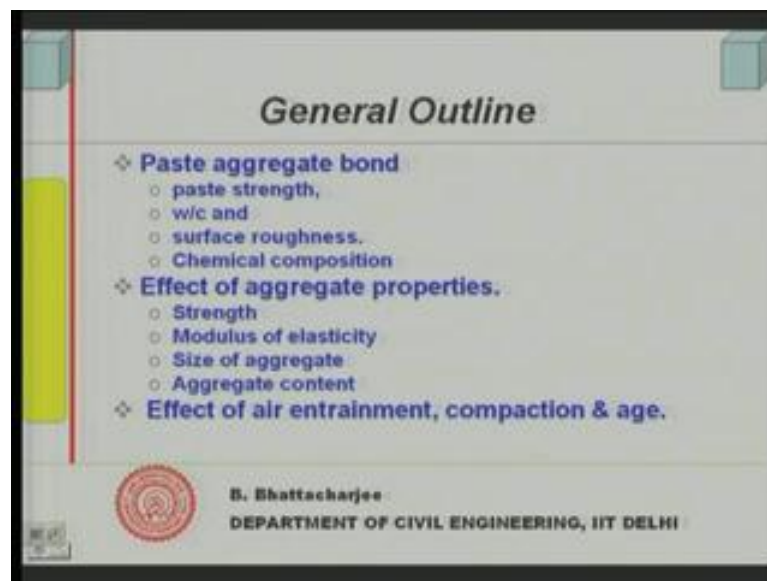 General Outline
Paste aggregate bond
paste strength,
w/c and
surface roughness.
Chemical composition
Effect of aggregate properties.
Strength
Modulus of elasticity
Size of aggregate
Aggregate content
Effect of air entrainment, compaction & age.
B. Bhattacharjee
DEPARTMENT OF CIVIL ENGINEERING, IIT DELHI